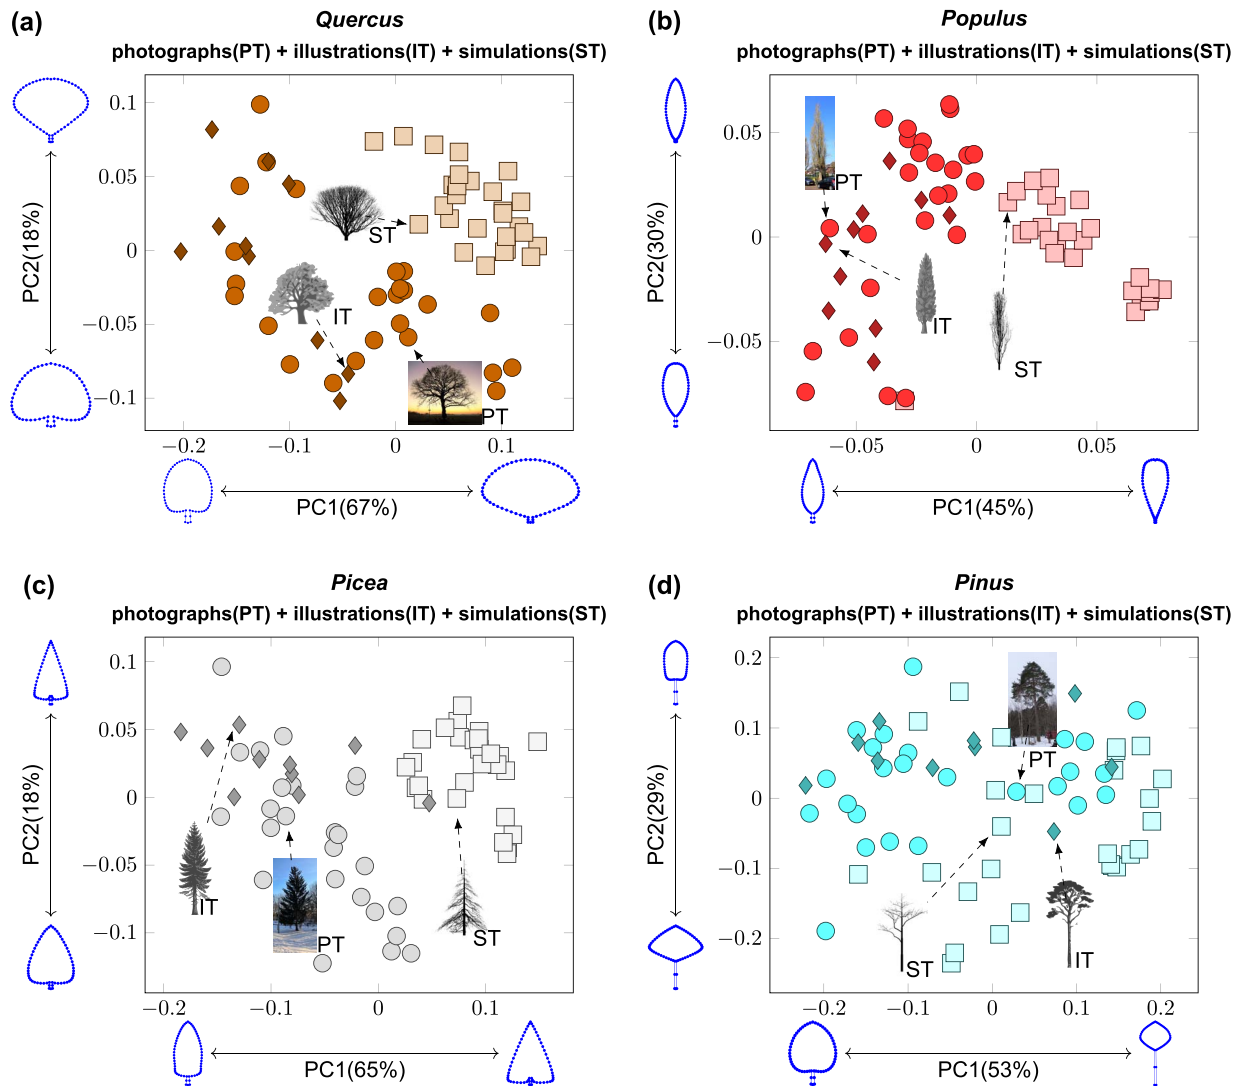 (a) Quercus
photographs(PT) + illustrations(IT) + simulations(ST)
PC2(18%)
0.1
0.05
0
−0.05
−0.1
ST
IT
PT
−0.2 −0.1 0 0.1
PC1(67%)
(b) Populus
photographs(PT) + illustrations(IT) + simulations(ST)
PC2(30%)
0.05
0
−0.05
PT
IT
ST
−0.05 0 0.05
PC1(45%)
(c) Picea
photographs(PT) + illustrations(IT) + simulations(ST)
PC2(18%)
0.1
0.05
0
−0.05
−0.1
IT
PT
ST
−0.2 −0.1 0 0.1
PC1(65%)
(d) Pinus
photographs(PT) + illustrations(IT) + simulations(ST)
PC2(29%)
0.2
0.1
0
−0.1
−0.2
PT
ST
IT
−0.2 −0.1 0 0.1 0.2
PC1(53%)